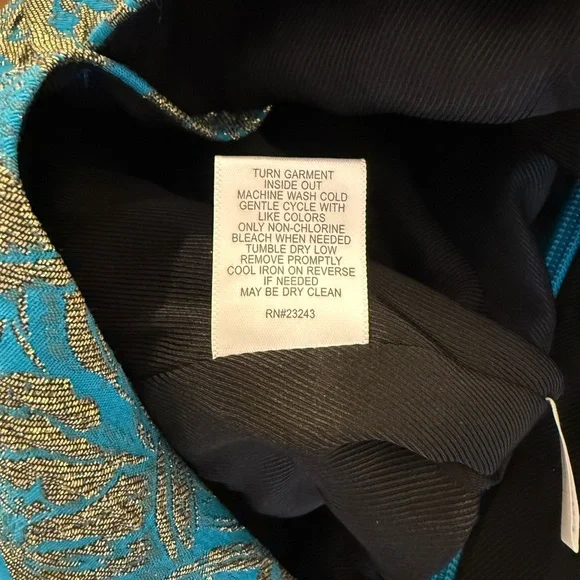 TURN GARMENT
INSIDE OUT
MACHINE WASH COLD
GENTLE CYCLE WITH
LIKE COLORS
ONLY NON-CHLORINE
BLEACH WHEN NEEDED
TUMBLE DRY LOW
REMOVE PROMPTLY
COOL IRON ON REVERSE
IF NEEDED
MAY BE DRY CLEAN
RN#23243